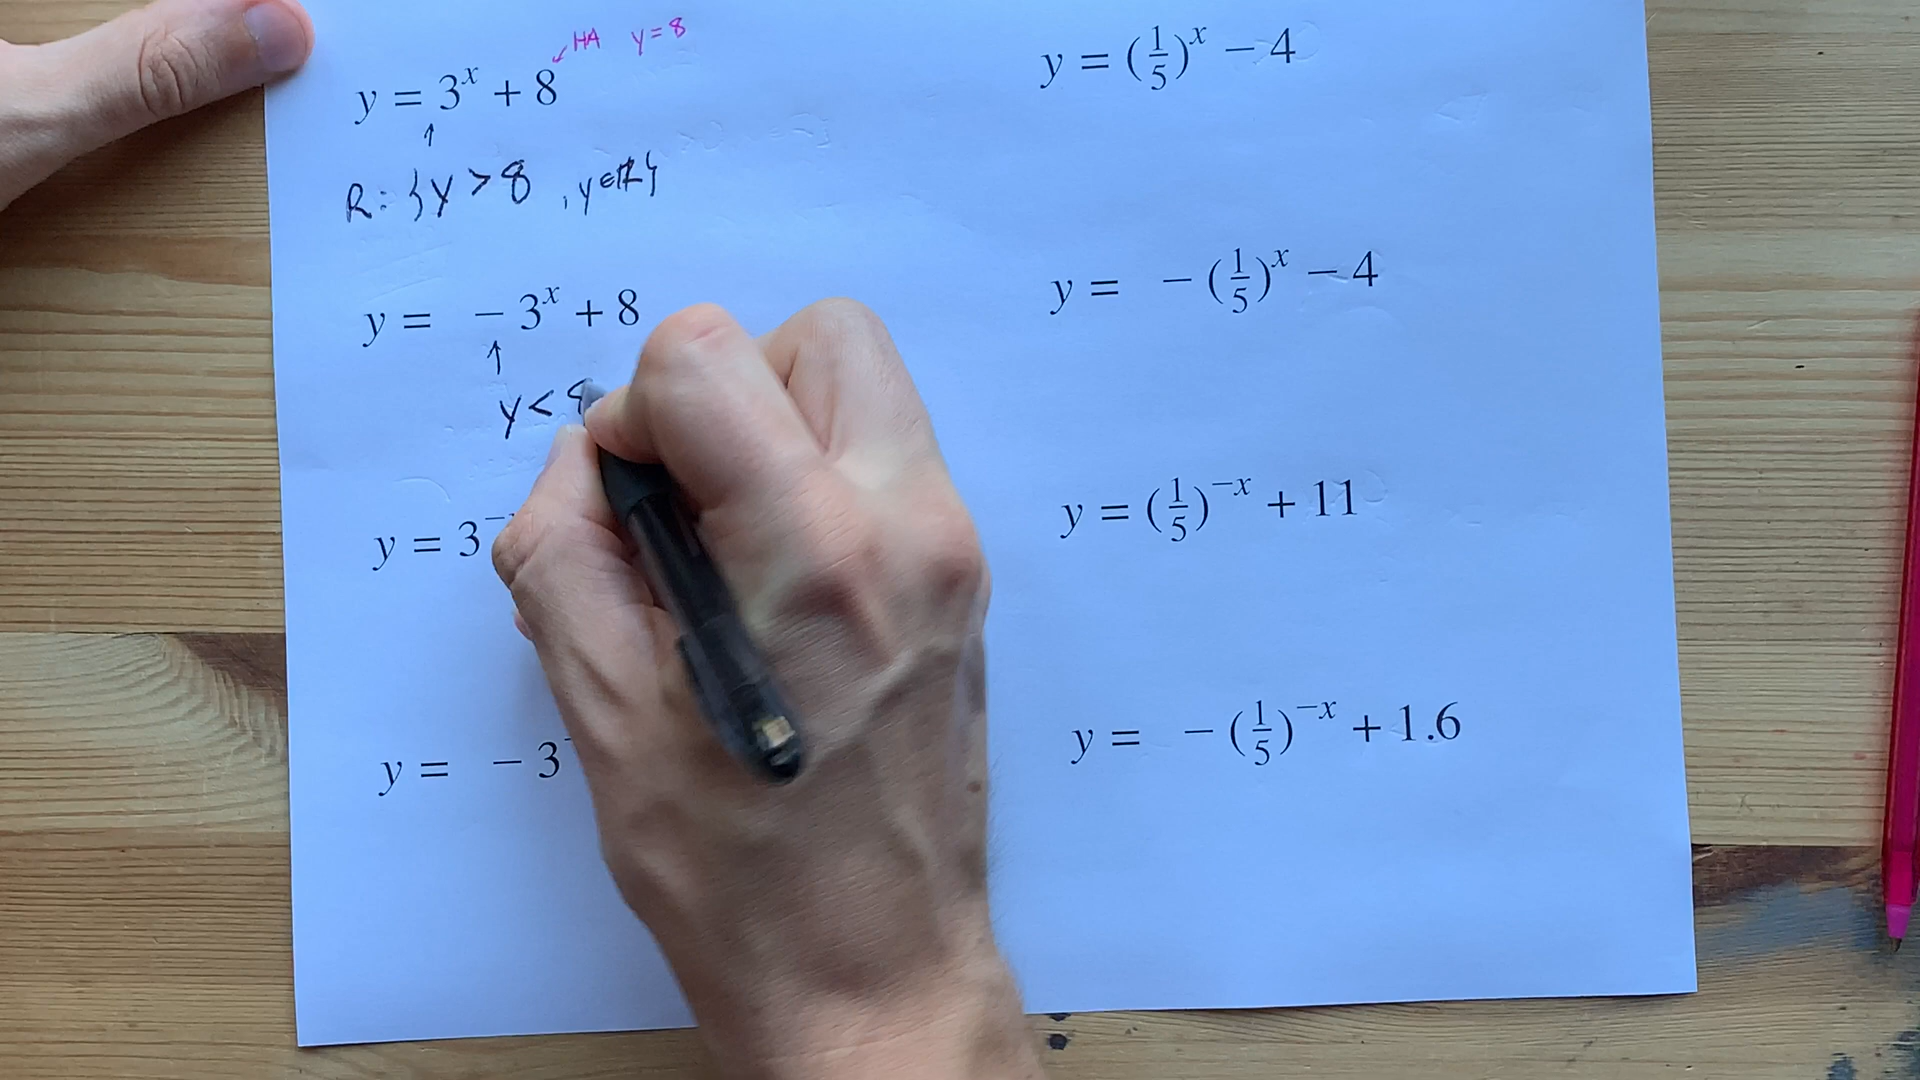 HA y = 8
y = 3^x + 8
↑
R: {y > 8 , y ∈ ℝ}
y = − 3^x + 8
↑
y < 8
y = 3^−
y = − 3^−
y = (1/5)^x − 4
y = − (1/5)^x − 4
y = (1/5)^−x + 11
y = − (1/5)^−x + 1.6